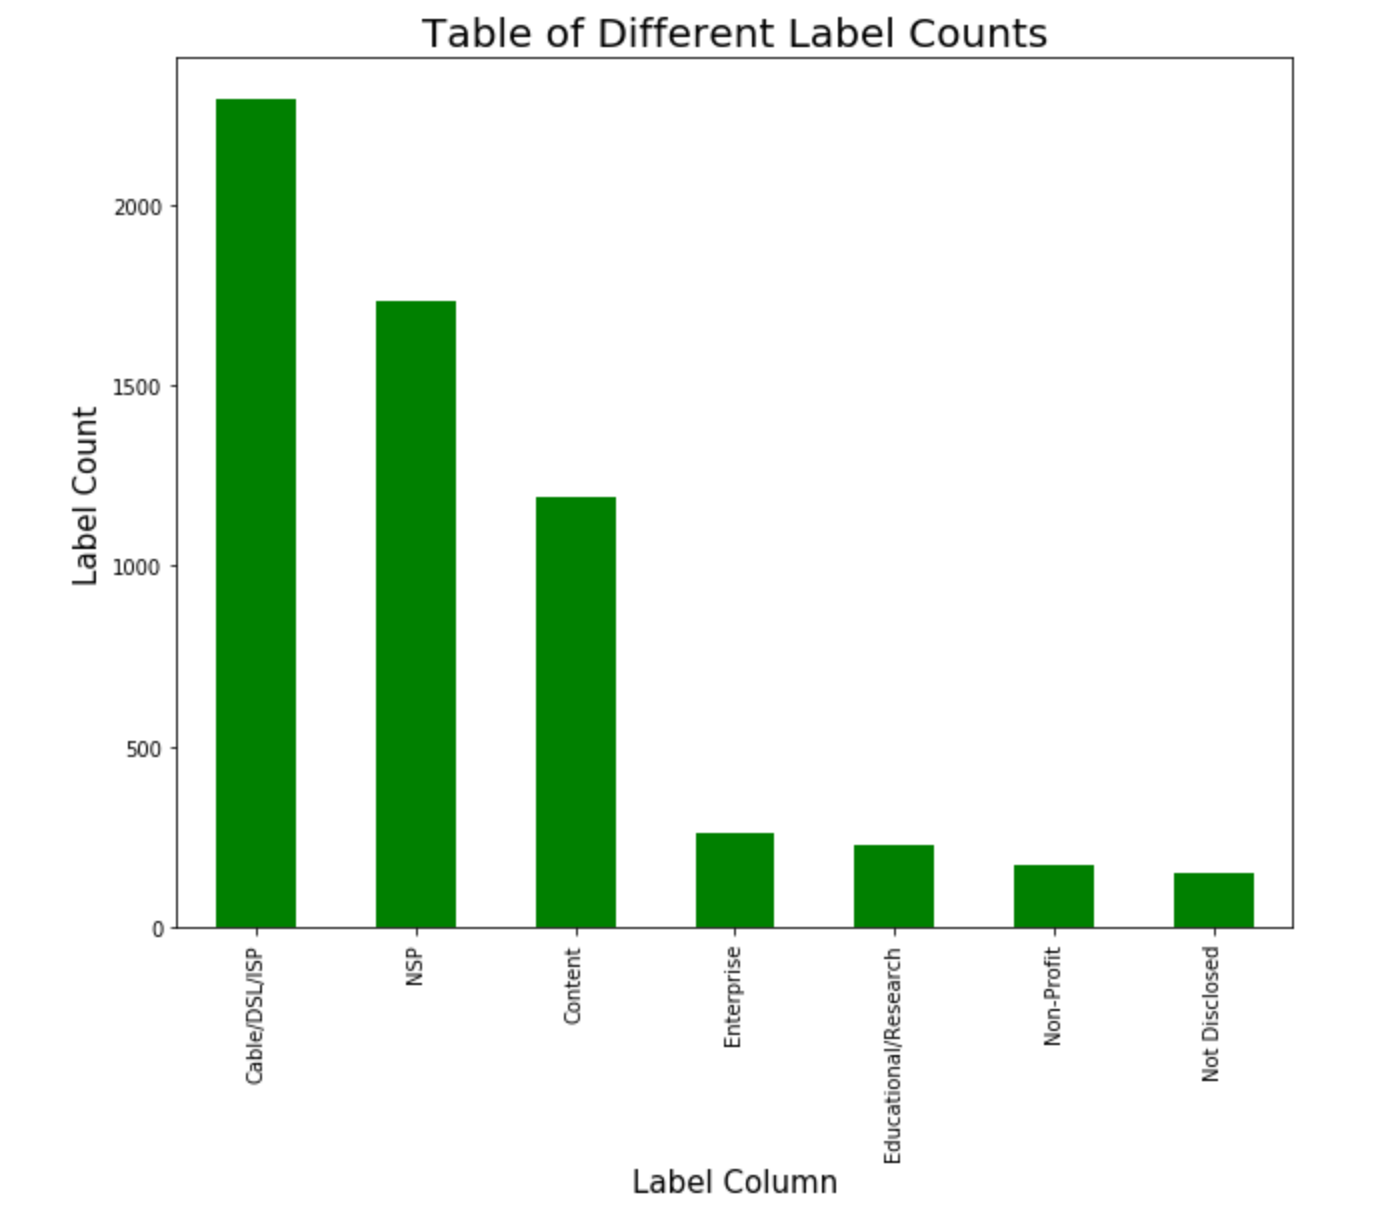 Table of Different Label Counts
Label Count
2000
1500
1000
500
0
Cable/DSL/ISP
NSP
Content
Enterprise
Educational/Research
Non-Profit
Not Disclosed
Label Column